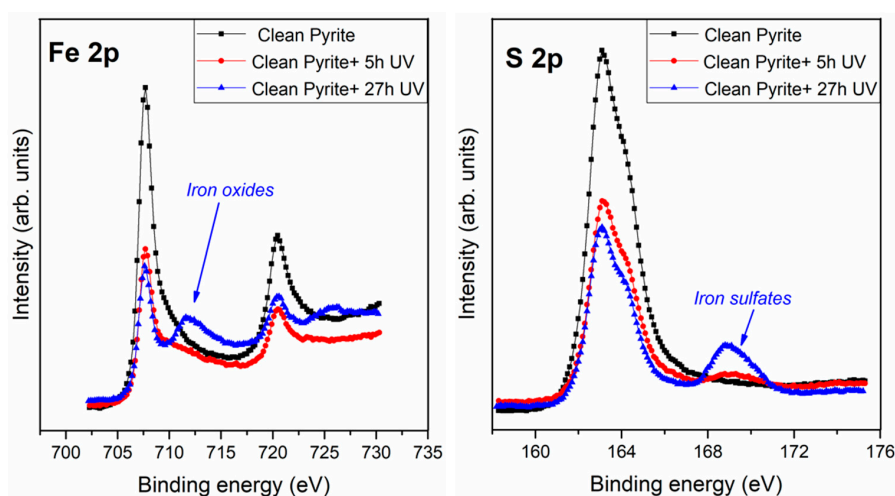 Fe 2p
Clean Pyrite
Clean Pyrite+ 5h UV
Clean Pyrite+ 27h UV
Iron oxides
Intensity (arb. units)
700 705 710 715 720 725 730 735
Binding energy (eV)
S 2p
Clean Pyrite
Clean Pyrite+ 5h UV
Clean Pyrite+ 27h UV
Iron sulfates
Intensity (arb. units)
160 164 168 172 176
Binding energy (eV)